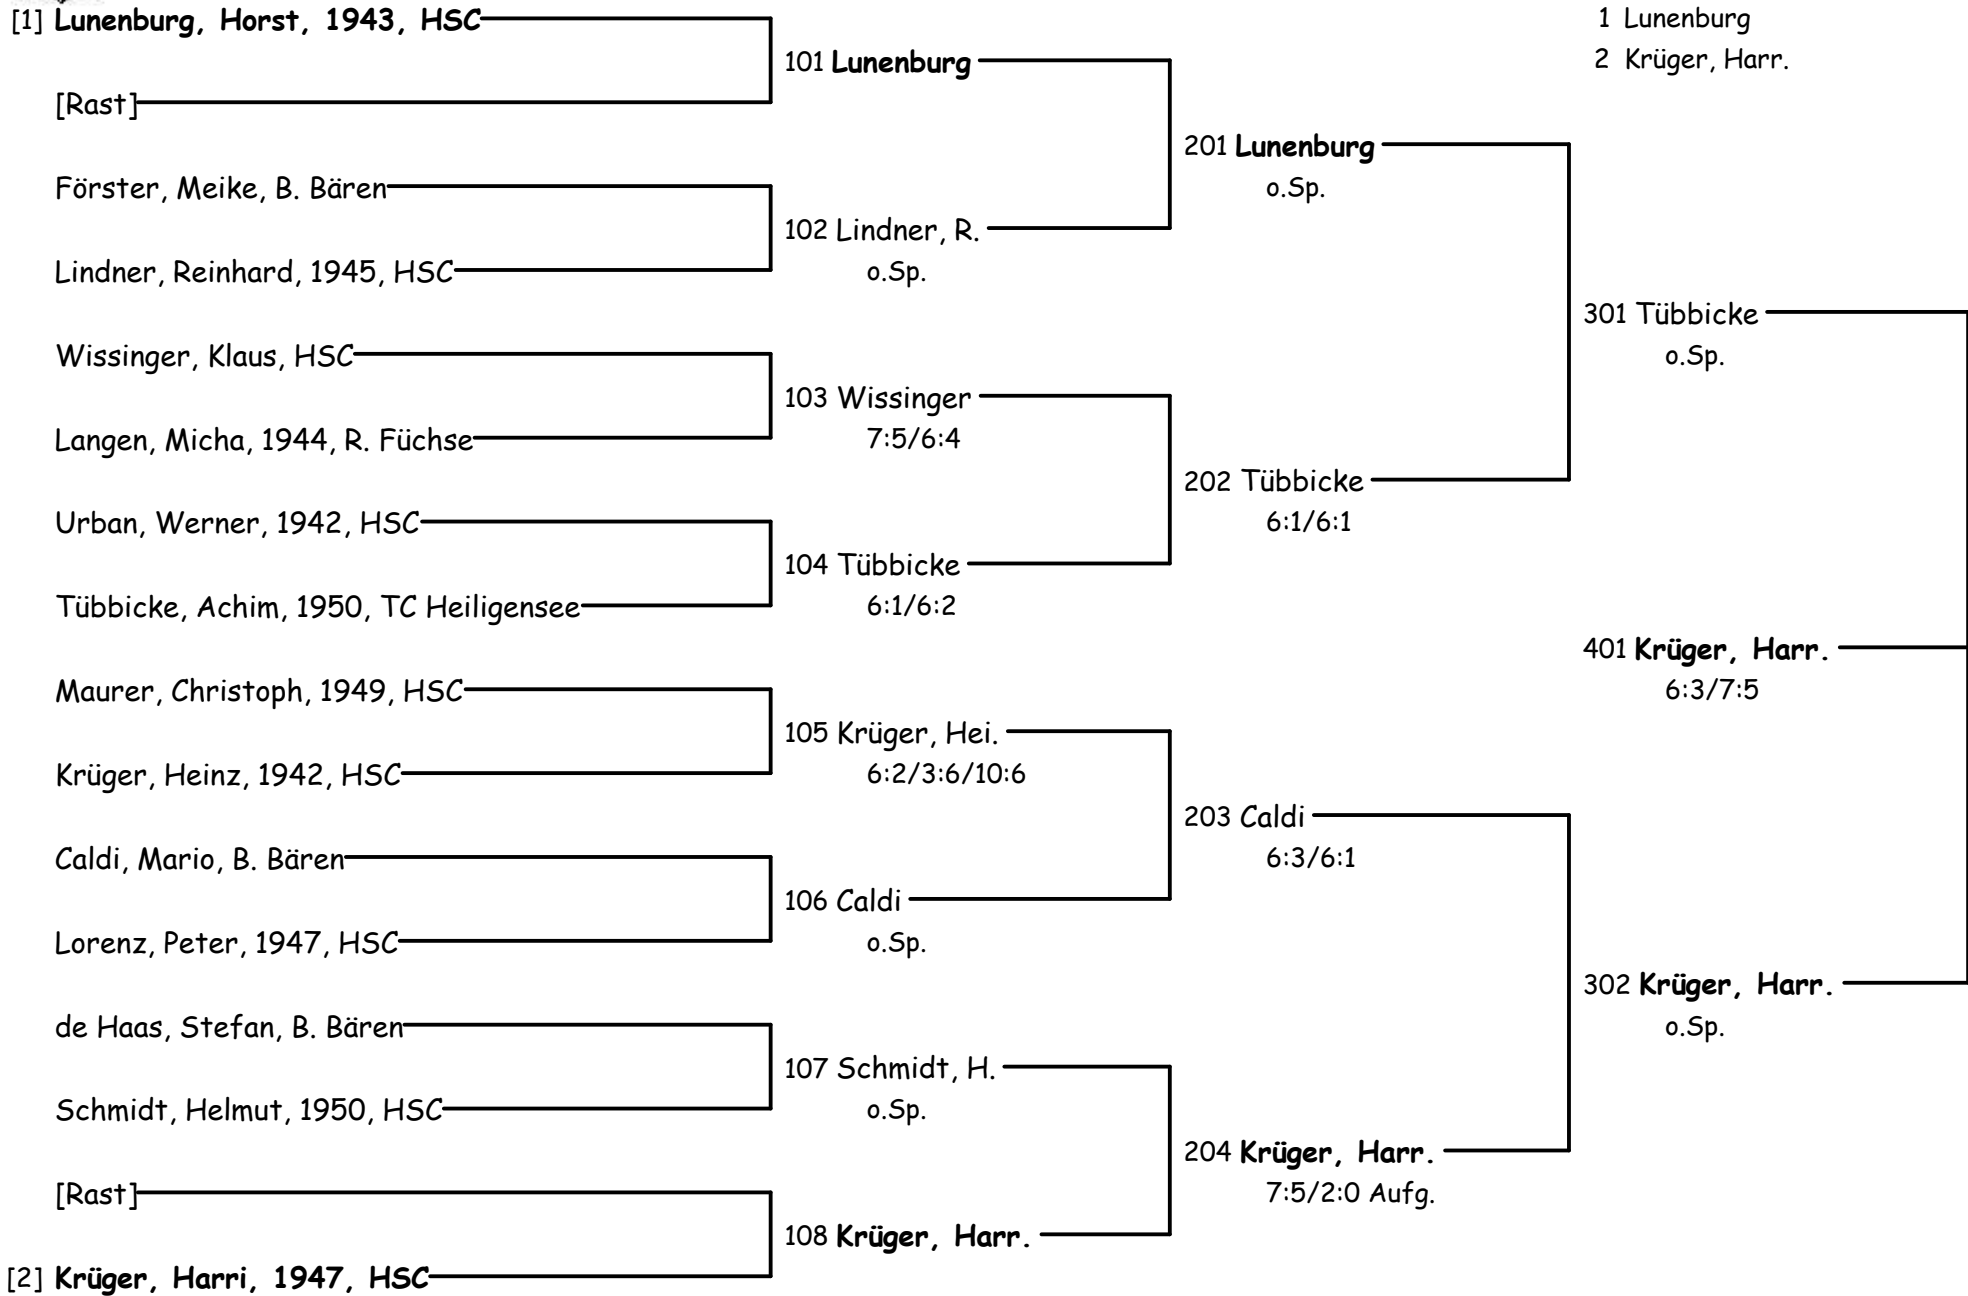 [1] Lunenburg, Horst, 1943, HSC
1 Lunenburg
2 Krüger, Harr.
101 Lunenburg
[Rast]
201 Lunenburg
o.Sp.
Förster, Meike, B. Bären
102 Lindner, R.
o.Sp.
Lindner, Reinhard, 1945, HSC
301 Tübbicke
o.Sp.
Wissinger, Klaus, HSC
103 Wissinger
7:5/6:4
Langen, Micha, 1944, R. Füchse
202 Tübbicke
6:1/6:1
Urban, Werner, 1942, HSC
104 Tübbicke
6:1/6:2
Tübbicke, Achim, 1950, TC Heiligensee
401 Krüger, Harr.
6:3/7:5
Maurer, Christoph, 1949, HSC
105 Krüger, Hei.
6:2/3:6/10:6
Krüger, Heinz, 1942, HSC
203 Caldi
6:3/6:1
Caldi, Mario, B. Bären
106 Caldi
o.Sp.
Lorenz, Peter, 1947, HSC
302 Krüger, Harr.
o.Sp.
de Haas, Stefan, B. Bären
107 Schmidt, H.
o.Sp.
Schmidt, Helmut, 1950, HSC
204 Krüger, Harr.
7:5/2:0 Aufg.
[Rast]
108 Krüger, Harr.
[2] Krüger, Harri, 1947, HSC